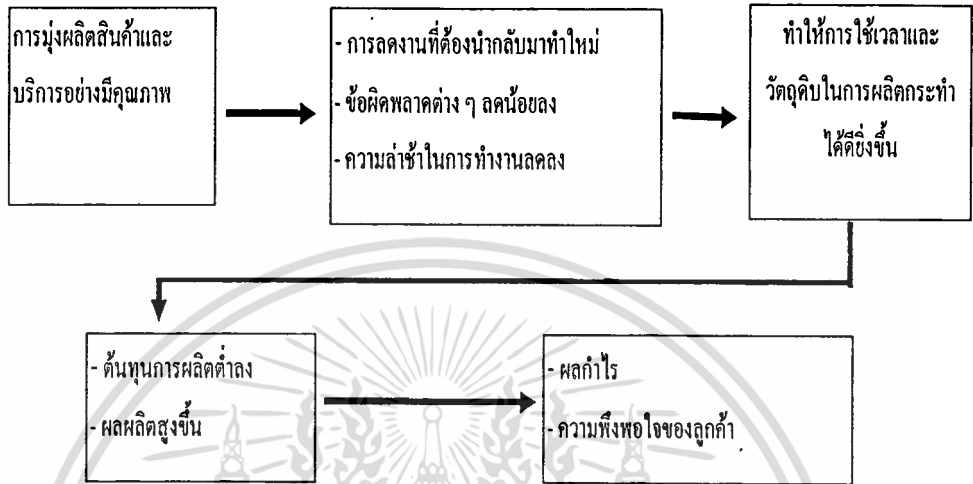 การมุ่งผลิตสินค้าและ
บริการอย่างมีคุณภาพ
- การลดงานที่ต้องนำกลับมาทำใหม่
- ข้อผิดพลาดต่าง ๆ ลดน้อยลง
- ความล่าช้าในการทำงานลดลง
ทำให้การใช้เวลาและ
วัตถุดิบในการผลิตกระทำ
ได้ดียิ่งขึ้น
- ต้นทุนการผลิตต่ำลง
- ผลผลิตสูงขึ้น
- ผลกำไร
- ความพึงพอใจของลูกค้า